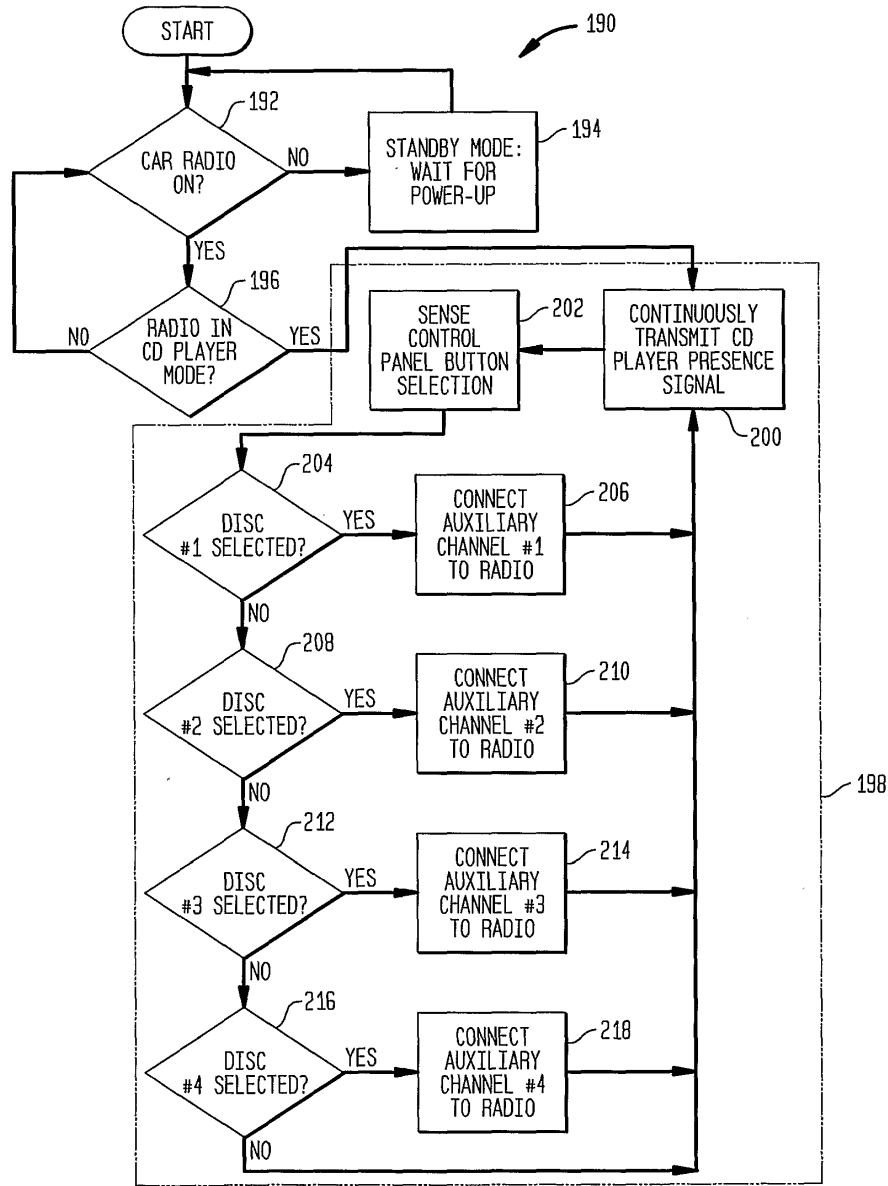 START
190
192
CAR RADIO
ON?
NO
STANDBY MODE:
WAIT FOR
POWER-UP
194
YES
196
RADIO IN
CD PLAYER
MODE?
NO
YES
202
SENSE
CONTROL
PANEL BUTTON
SELECTION
CONTINUOUSLY
TRANSMIT CD
PLAYER PRESENCE
SIGNAL
200
204
DISC
#1 SELECTED?
YES
CONNECT
AUXILIARY
CHANNEL #1
TO RADIO
206
NO
208
DISC
#2 SELECTED?
YES
CONNECT
AUXILIARY
CHANNEL #2
TO RADIO
210
NO
198
212
DISC
#3 SELECTED?
YES
CONNECT
AUXILIARY
CHANNEL #3
TO RADIO
214
NO
216
DISC
#4 SELECTED?
YES
CONNECT
AUXILIARY
CHANNEL #4
TO RADIO
218
NO